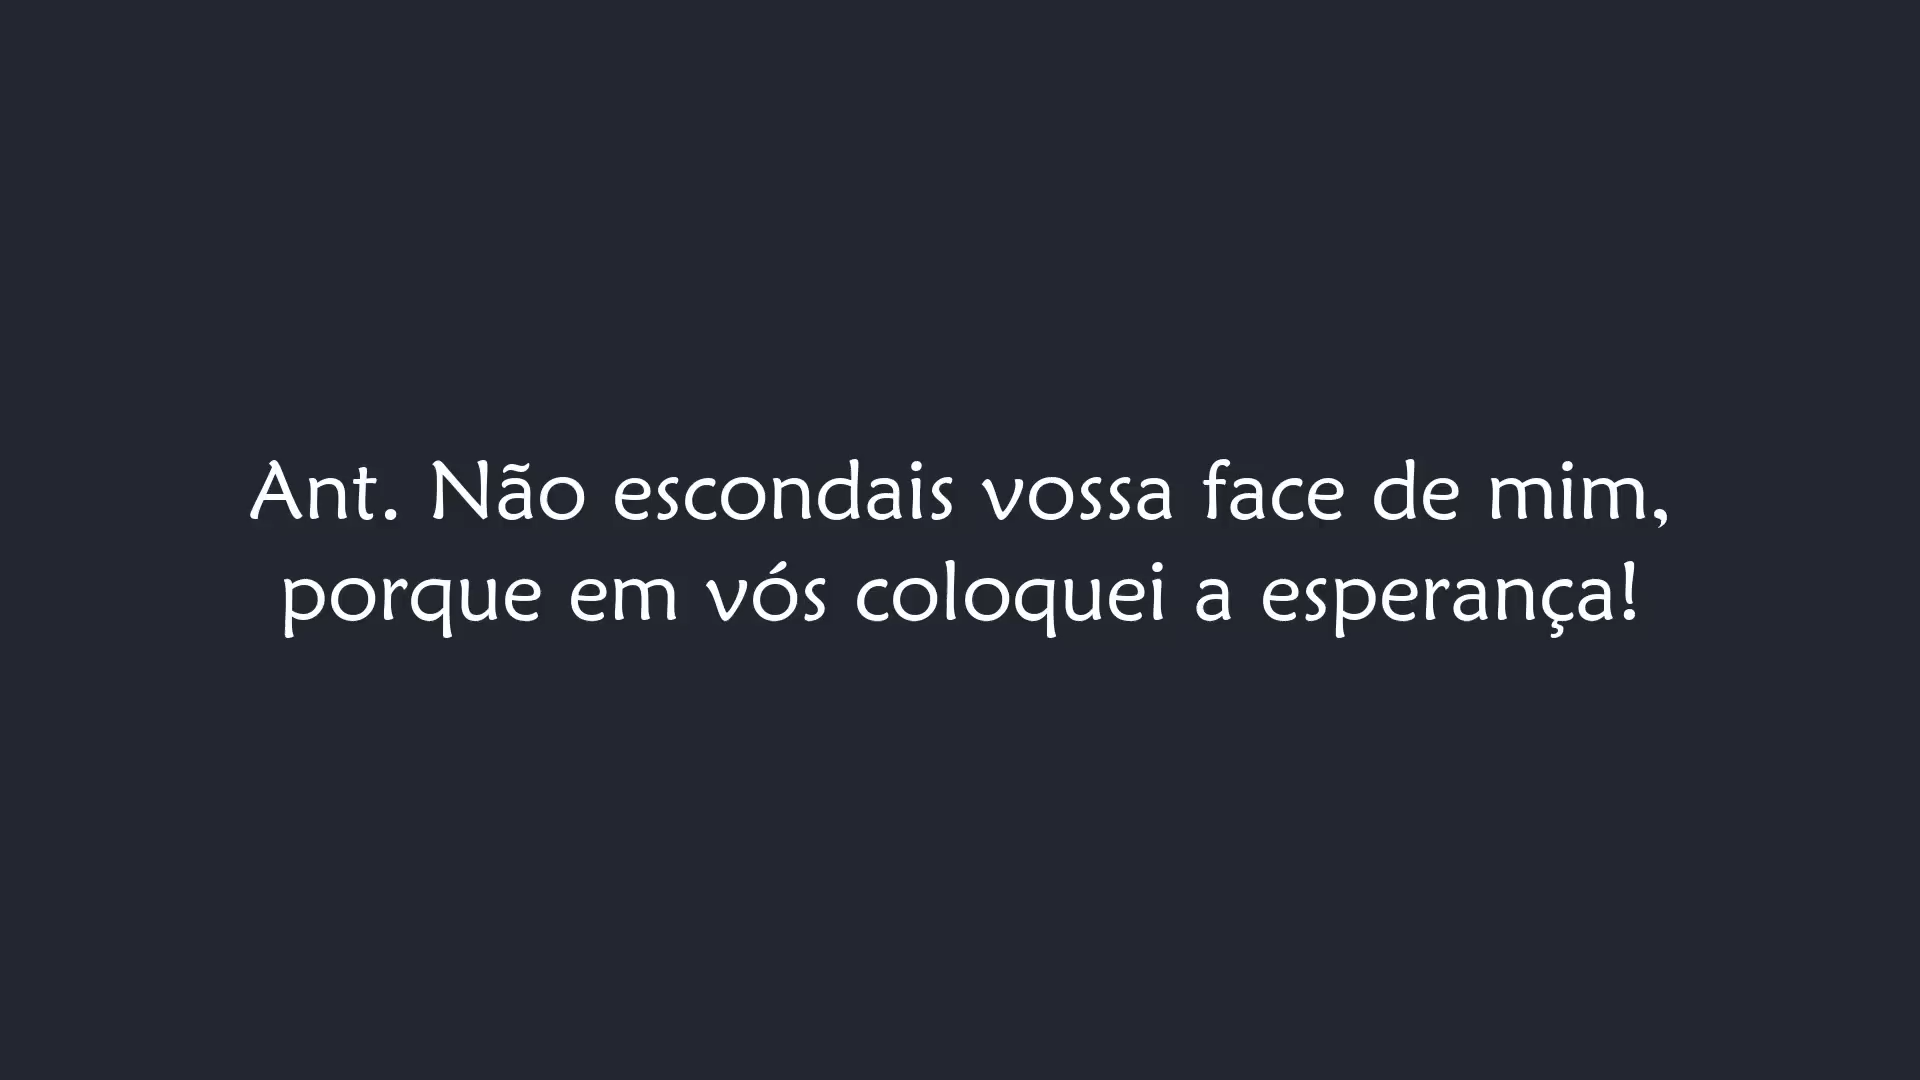 Ant. Não escondais vossa face de mim,
porque em vós coloquei a esperança!